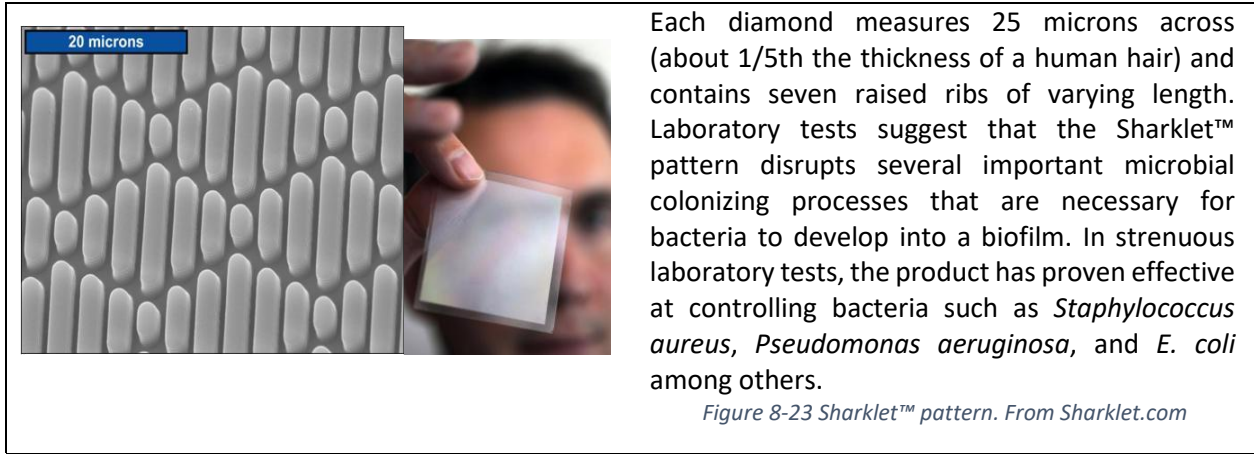 20 microns
Each diamond measures 25 microns across
(about 1/5th the thickness of a human hair) and
contains seven raised ribs of varying length.
Laboratory tests suggest that the Sharklet™
pattern disrupts several important microbial
colonizing processes that are necessary for
bacteria to develop into a biofilm. In strenuous
laboratory tests, the product has proven effective
at controlling bacteria such as Staphylococcus
aureus, Pseudomonas aeruginosa, and E. coli
among others.
Figure 8-23 Sharklet™ pattern. From Sharklet.com